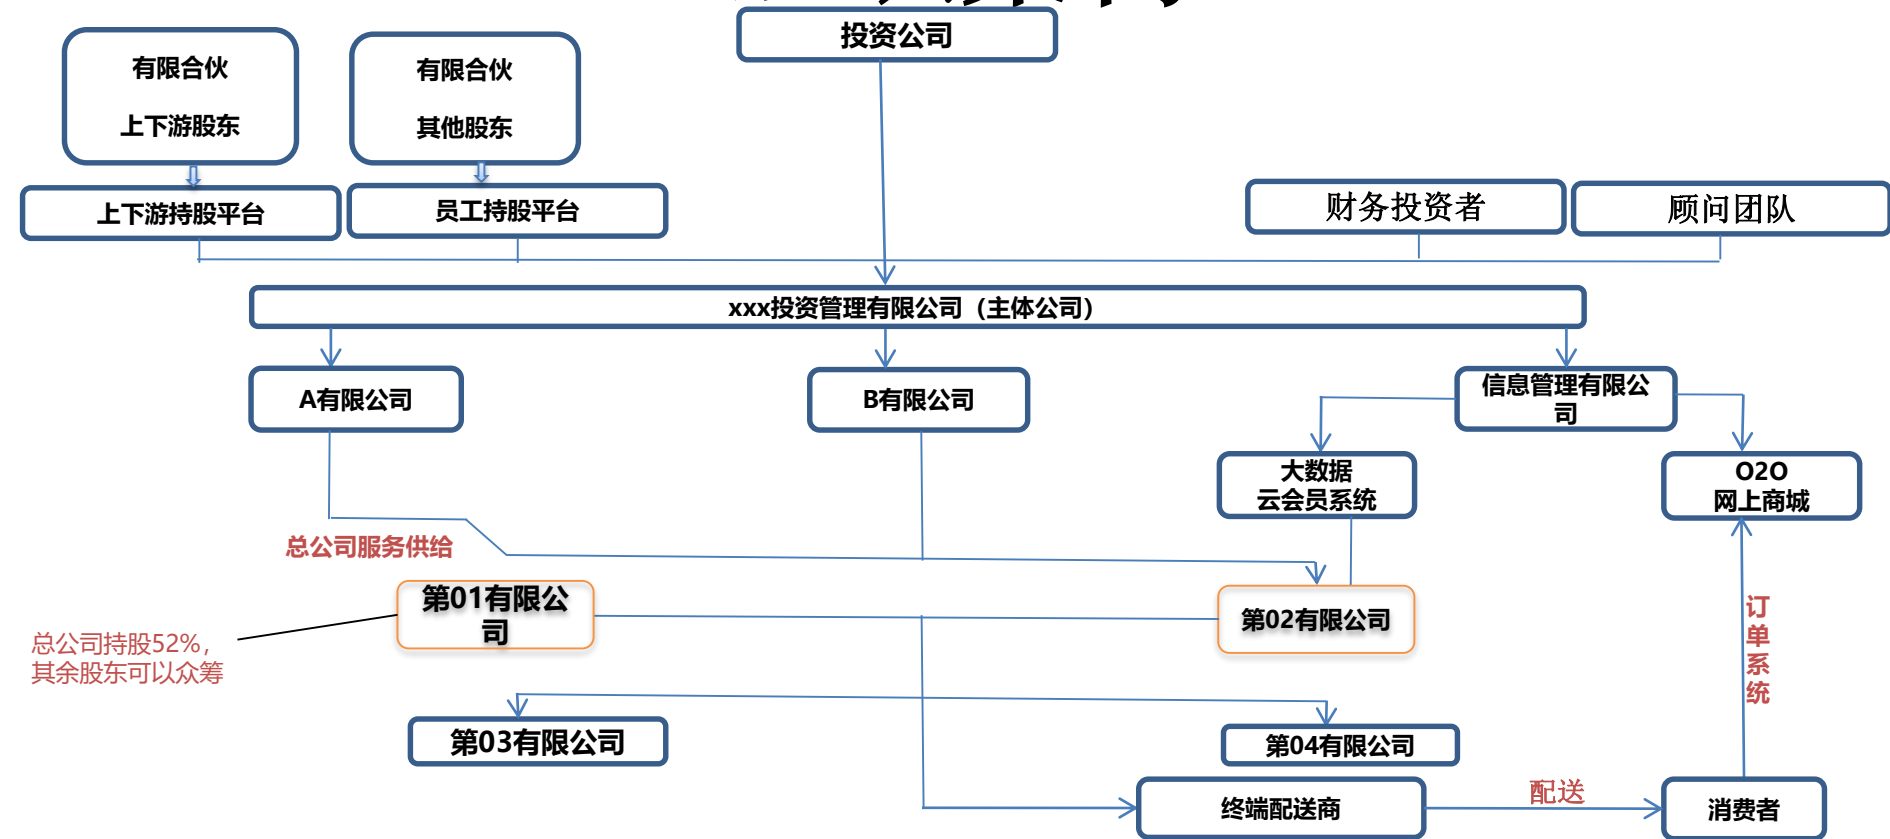 投资公司
有限合伙
上下游股东
有限合伙
其他股东
上下游持股平台
员工持股平台
财务投资者
顾问团队
xxx投资管理有限公司（主体公司）
A有限公司
B有限公司
信息管理有限公
司
大数据
云会员系统
O2O
网上商城
总公司服务供给
第01有限公
司
第02有限公司
总公司持股52%，
其余股东可以众筹
订
单
系
统
第03有限公司
第04有限公司
终端配送商
配送
消费者